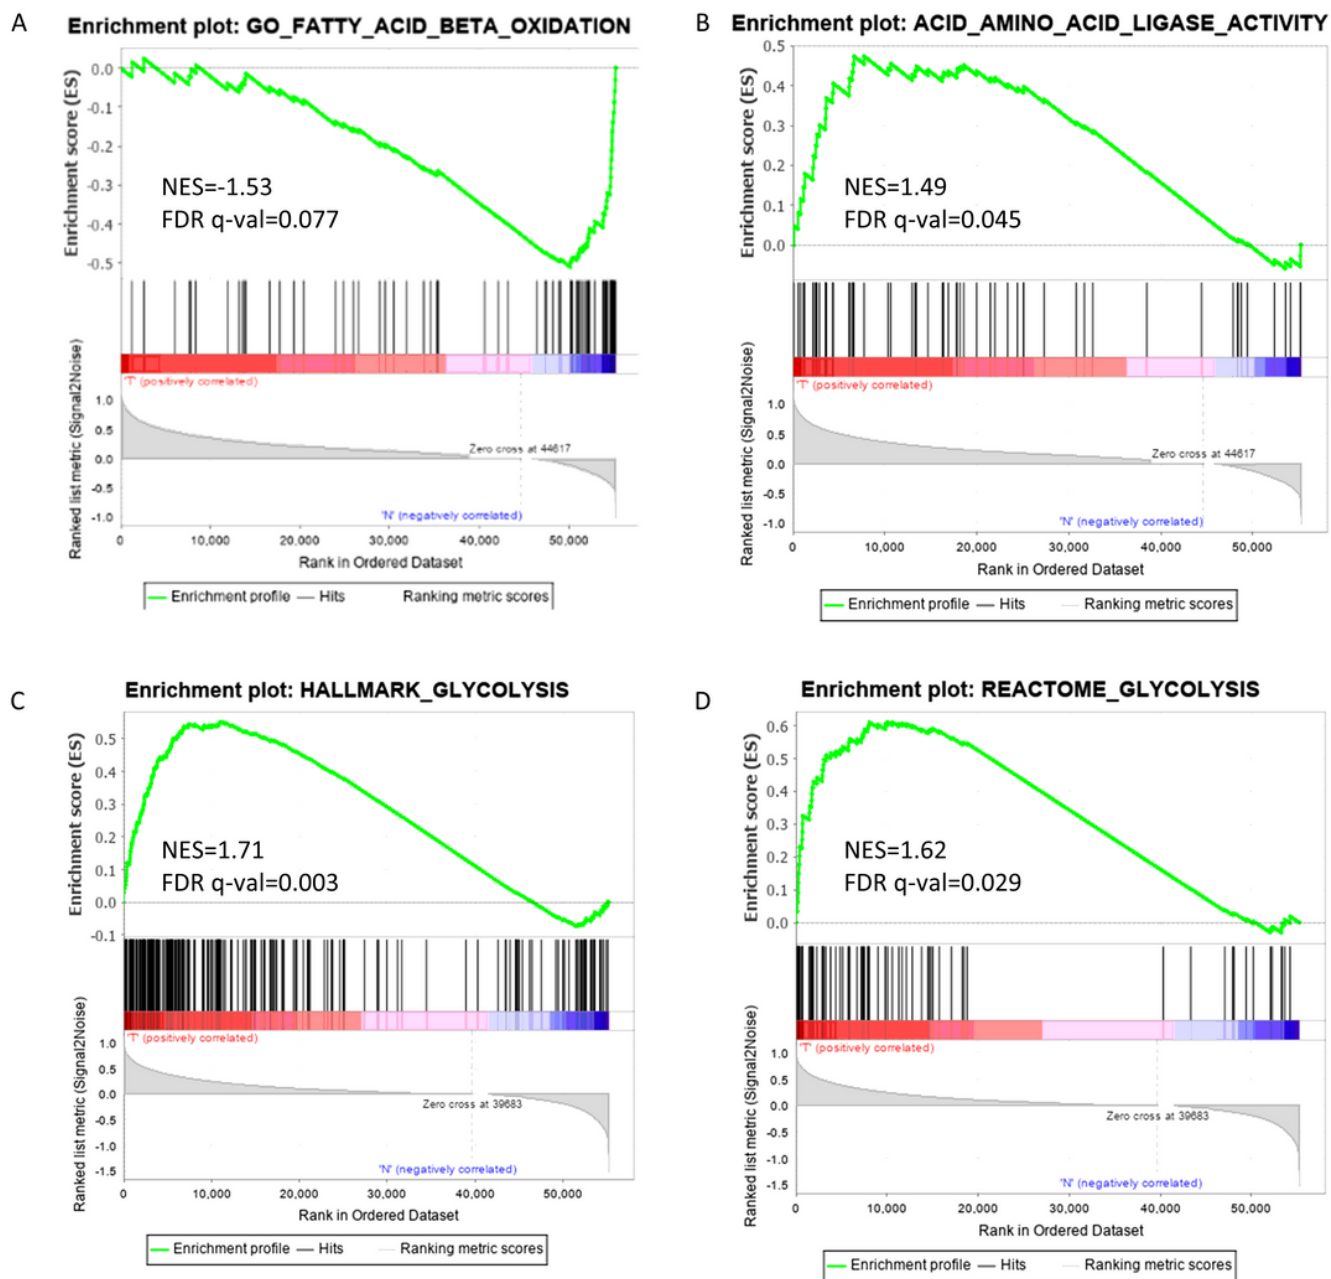 A
Enrichment plot: GO_FATTY_ACID_BETA_OXIDATION
Enrichment score (ES)
0.0
-0.1
-0.2
-0.3
-0.4
-0.5
NES=-1.53
FDR q-val=0.077
'T' (positively correlated)
Ranked list metric (Signal2Noise)
1.0
0.5
0.0
-0.5
-1.0
Zero cross at 44617
'N' (negatively correlated)
0 10,000 20,000 30,000 40,000 50,000
Rank in Ordered Dataset
Enrichment profile Hits Ranking metric scores
B
Enrichment plot: ACID_AMINO_ACID_LIGASE_ACTIVITY
Enrichment score (ES)
0.5
0.4
0.3
0.2
0.1
0.0
NES=1.49
FDR q-val=0.045
'T' (positively correlated)
Ranked list metric (Signal2Noise)
1.0
0.5
0.0
-0.5
-1.0
Zero cross at 44617
'N' (negatively correlated)
0 10,000 20,000 30,000 40,000 50,000
Rank in Ordered Dataset
Enrichment profile Hits Ranking metric scores
C
Enrichment plot: HALLMARK_GLYCOLYSIS
Enrichment score (ES)
0.5
0.4
0.3
0.2
0.1
0.0
-0.1
NES=1.71
FDR q-val=0.003
'T' (positively correlated)
Ranked list metric (Signal2Noise)
1.0
0.5
0.0
-0.5
-1.0
-1.5
Zero cross at 39683
'N' (negatively correlated)
0 10,000 20,000 30,000 40,000 50,000
Rank in Ordered Dataset
Enrichment profile Hits Ranking metric scores
D
Enrichment plot: REACTOME_GLYCOLYSIS
Enrichment score (ES)
0.6
0.5
0.4
0.3
0.2
0.1
0.0
NES=1.62
FDR q-val=0.029
'T' (positively correlated)
Ranked list metric (Signal2Noise)
1.0
0.5
0.0
-0.5
-1.0
-1.5
Zero cross at 39683
'N' (negatively correlated)
0 10,000 20,000 30,000 40,000 50,000
Rank in Ordered Dataset
Enrichment profile Hits Ranking metric scores